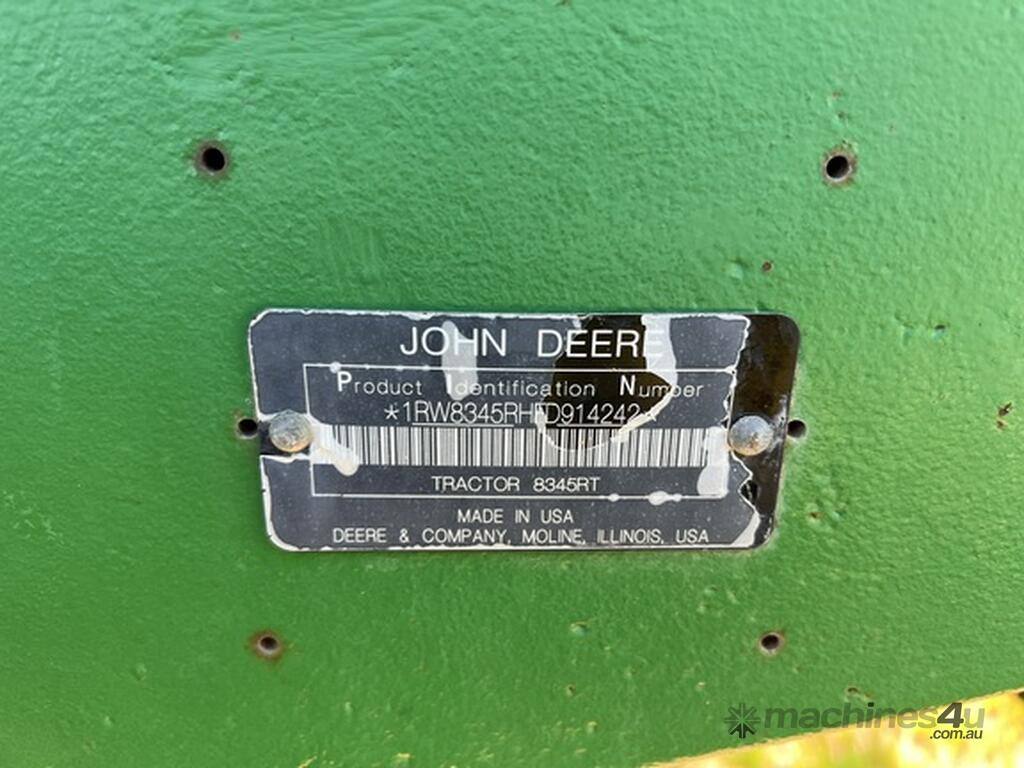 JOHN DEERE
Product Identification Number
*1RW8345RHFD914242*
TRACTOR 8345RT
MADE IN USA
DEERE & COMPANY, MOLINE, ILLINOIS, USA
machines4u
.com.au